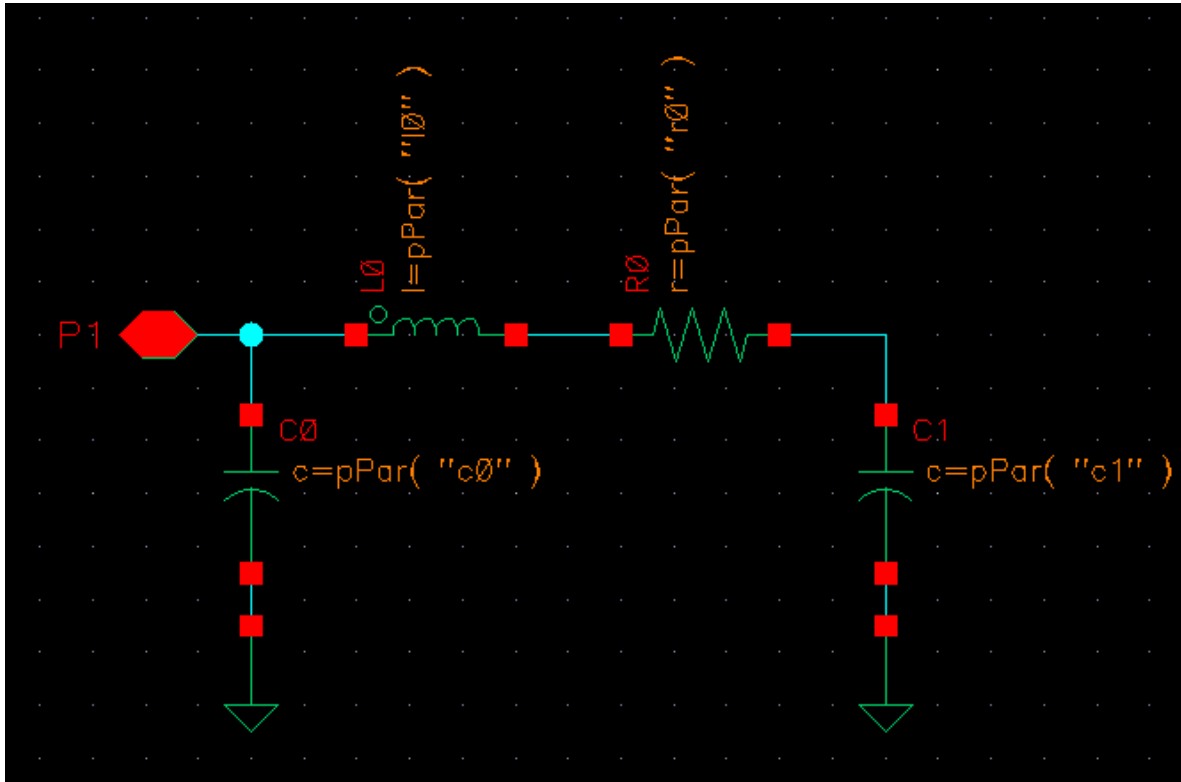 l=pPar( "l0" )
r=pPar( "r0" )
L0
R0
P1
C0
C1
c=pPar( "c0" )
c=pPar( "c1" )